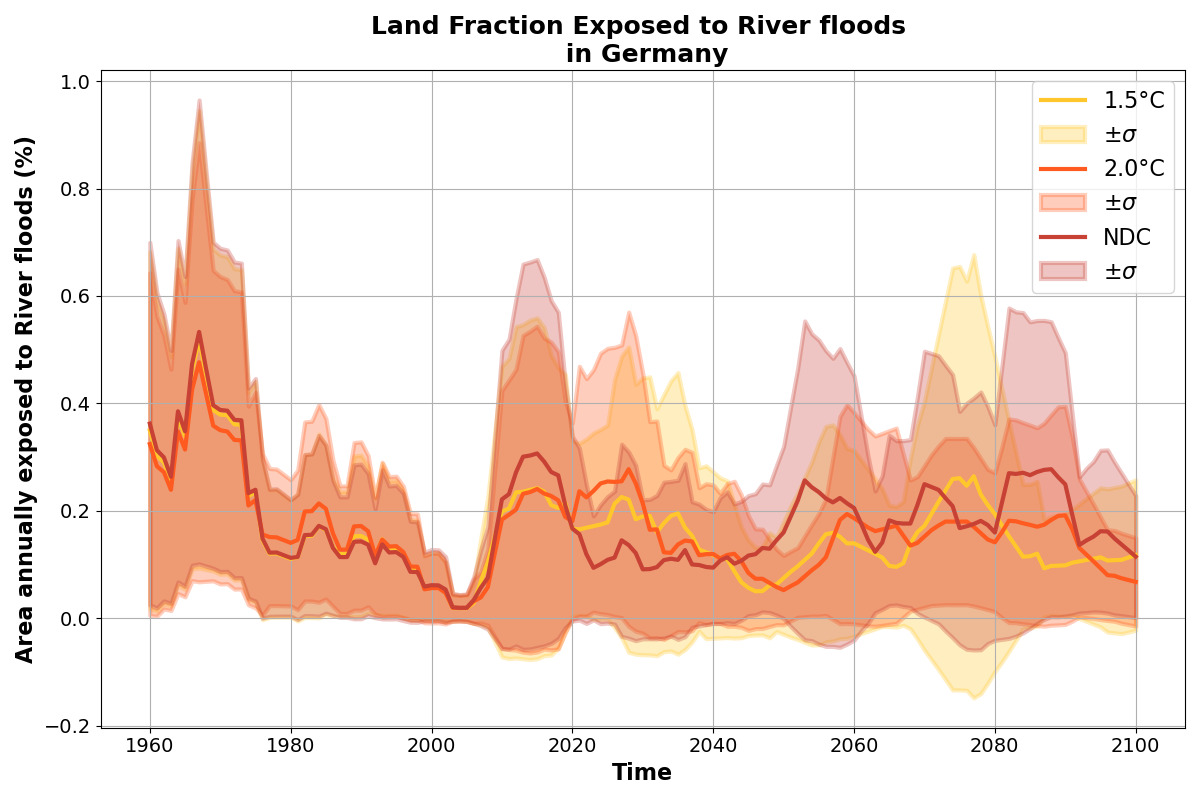 Land Fraction Exposed to River floods
in Germany
Area annually exposed to River floods (%)
1.0
0.8
0.6
0.4
0.2
0.0
−0.2
1960
1980
2000
2020
2040
2060
2080
2100
Time
1.5°C
±σ
2.0°C
±σ
NDC
±σ